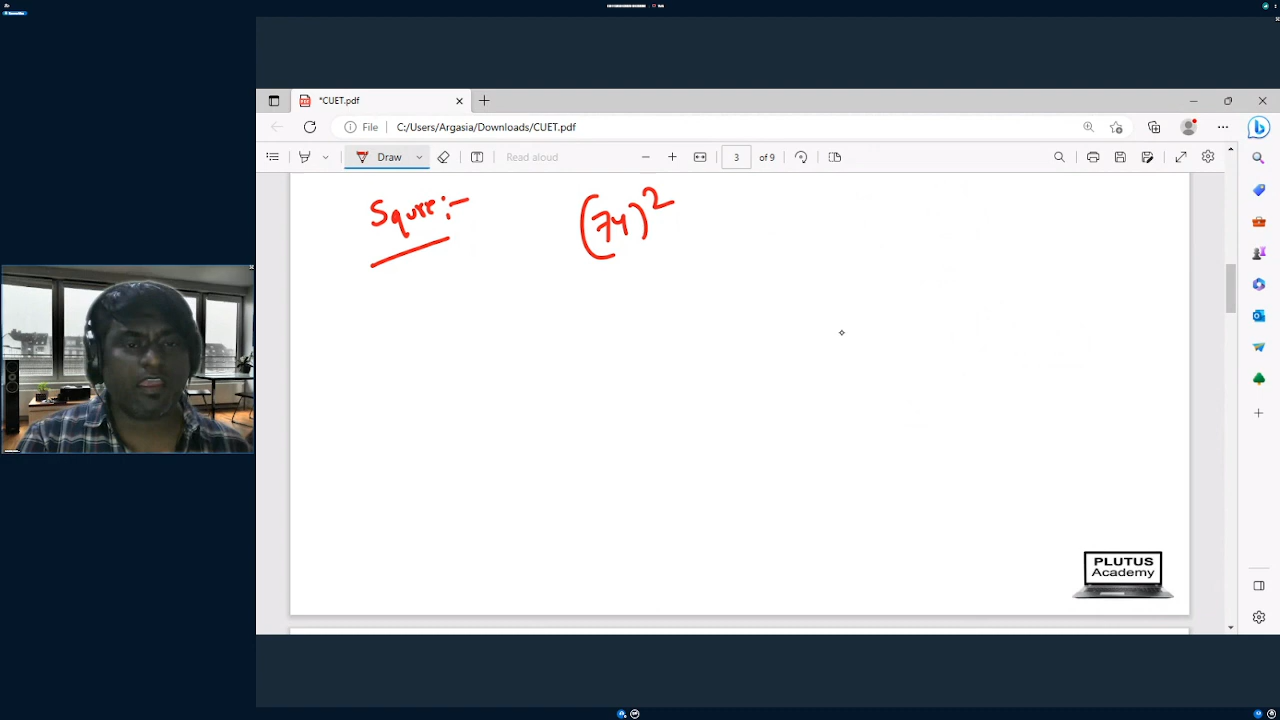 *CUET.pdf
File C:/Users/Argasia/Downloads/CUET.pdf
Draw Read aloud 3 of 9
Squre:- (74)²
PLUTUS
Academy